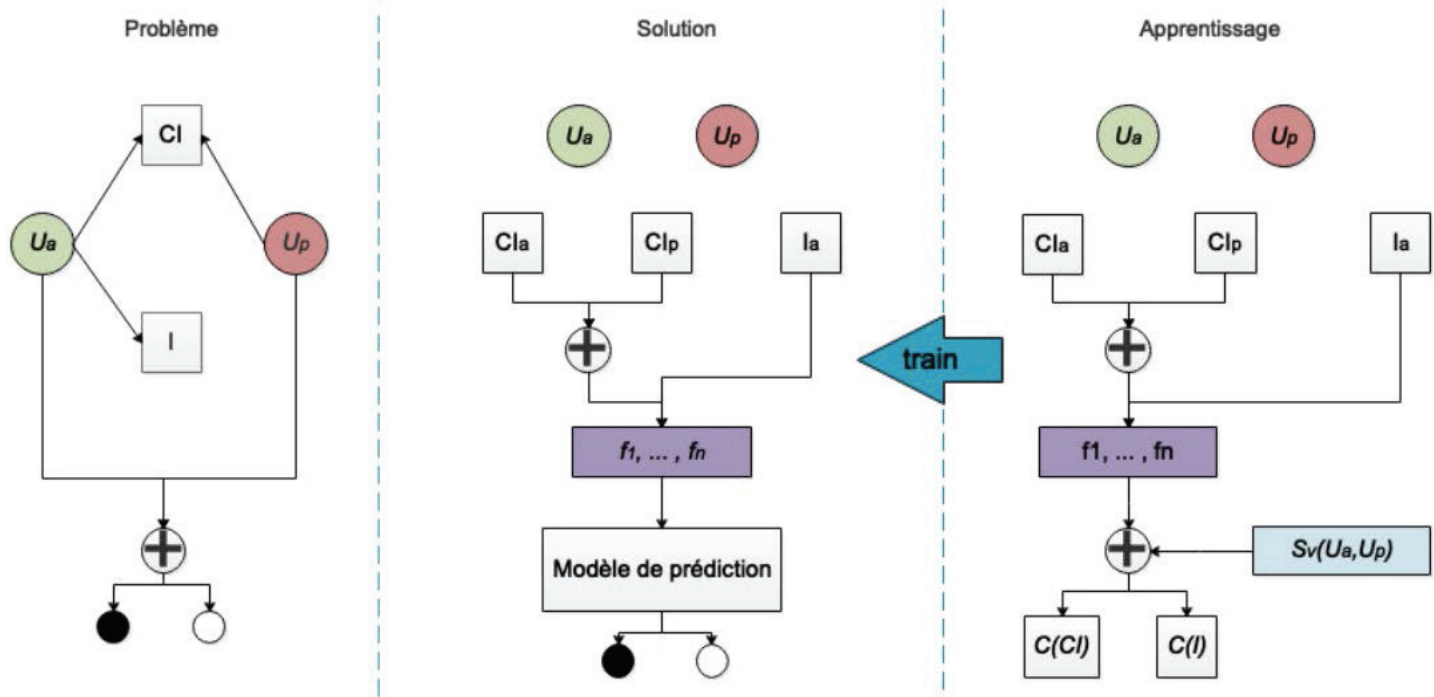 Problème
Solution
Apprentissage
CI
Ua
Up
Ua
Up
Ua
Up
CIa
CIp
Ia
CIa
CIp
Ia
I
train
f1, ... , fn
f1, ... , fn
Modèle de prédiction
Sv(Ua,Up)
C(CI)
C(I)